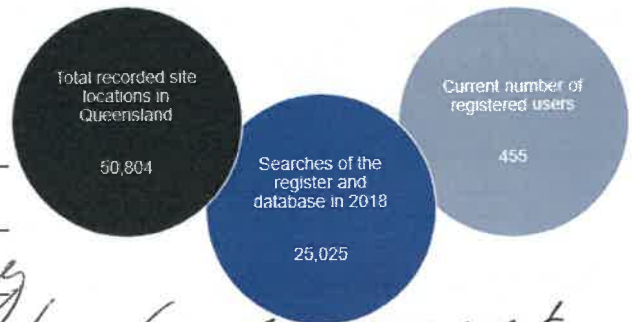 Total recorded site
locations in
Queensland
50,804
Searches of the
register and
database in 2018
25,025
Current number of
registered users
455